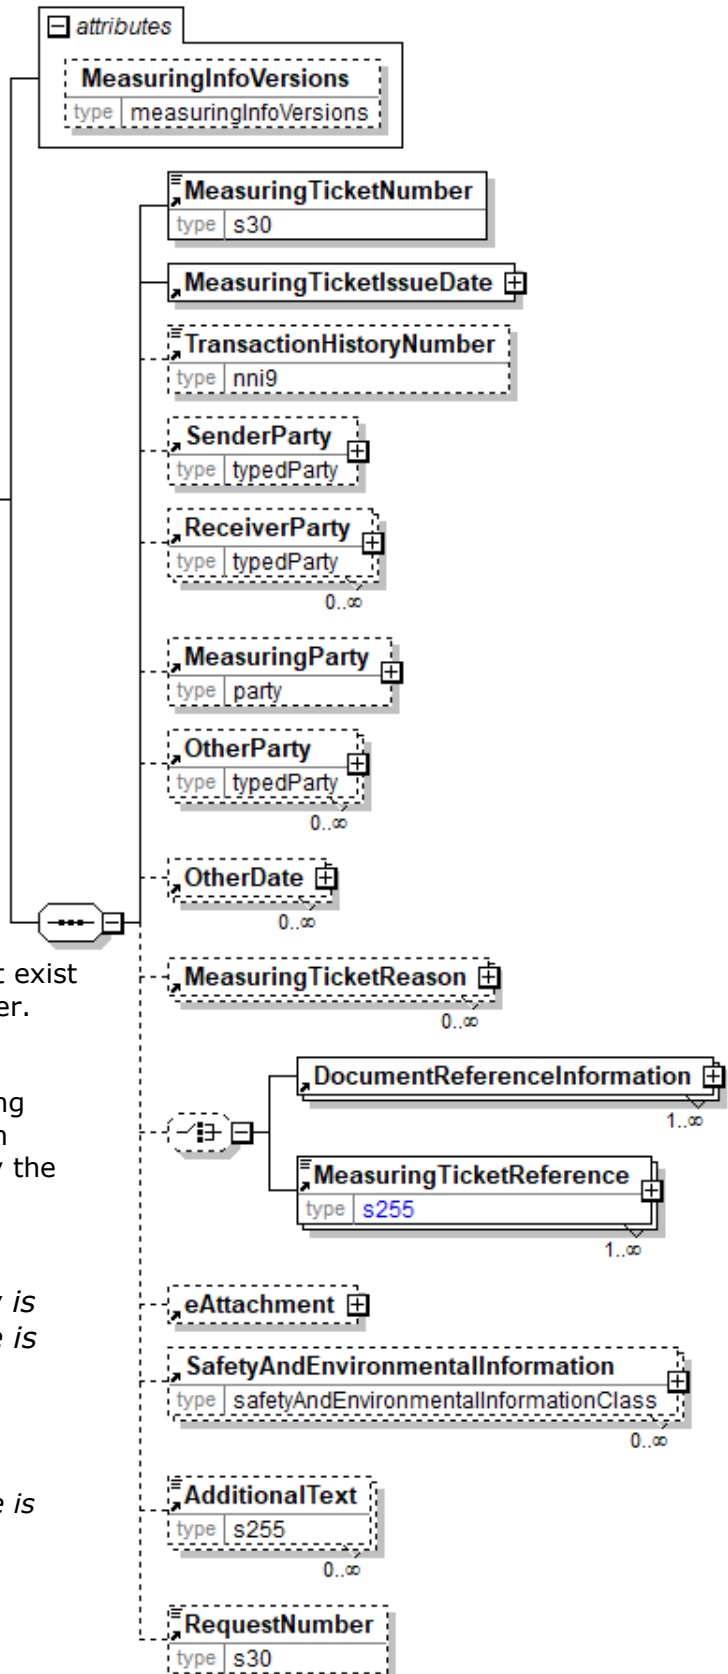 attributes
MeasuringInfoVersions
type measuringInfoVersions
MeasuringTicketNumber
type s30
MeasuringTicketIssueDate
TransactionHistoryNumber
type nni9
SenderParty
type typedParty
ReceiverParty
type typedParty
0..∞
MeasuringParty
type party
OtherParty
type typedParty
0..∞
OtherDate
0..∞
t exist
er.
MeasuringTicketReason
0..∞
DocumentReferenceInformation
1..∞
ng
n
y the
MeasuringTicketReference
type s255
1..∞
y is
e is
eAttachment
SafetyAndEnvironmentalInformation
type safetyAndEnvironmentalInformationClass
0..∞
e is
AdditionalText
type s255
0..∞
RequestNumber
type s30